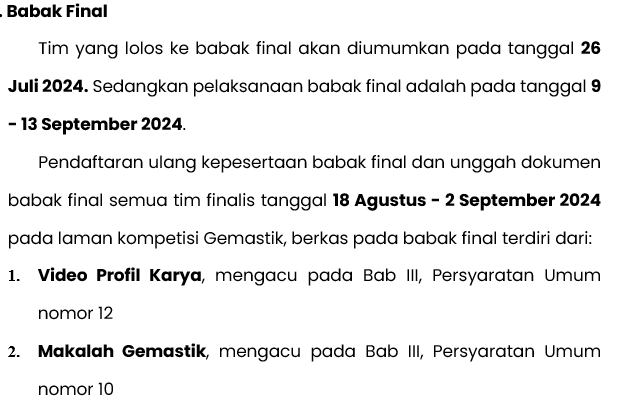 . Babak Final
Tim yang lolos ke babak final akan diumumkan pada tanggal 26
Juli 2024. Sedangkan pelaksanaan babak final adalah pada tanggal 9
- 13 September 2024.
Pendaftaran ulang kepesertaan babak final dan unggah dokumen
babak final semua tim finalis tanggal 18 Agustus - 2 September 2024
pada laman kompetisi Gemastik, berkas pada babak final terdiri dari:
1. Video Profil Karya, mengacu pada Bab III, Persyaratan Umum
nomor 12
2. Makalah Gemastik, mengacu pada Bab III, Persyaratan Umum
nomor 10